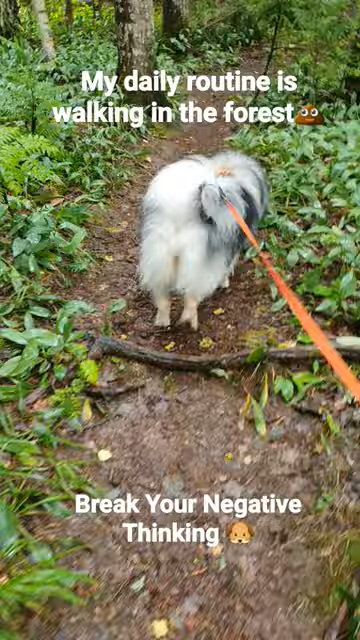 My daily routine is
walking in the forest💩
Break Your Negative
Thinking 🐶